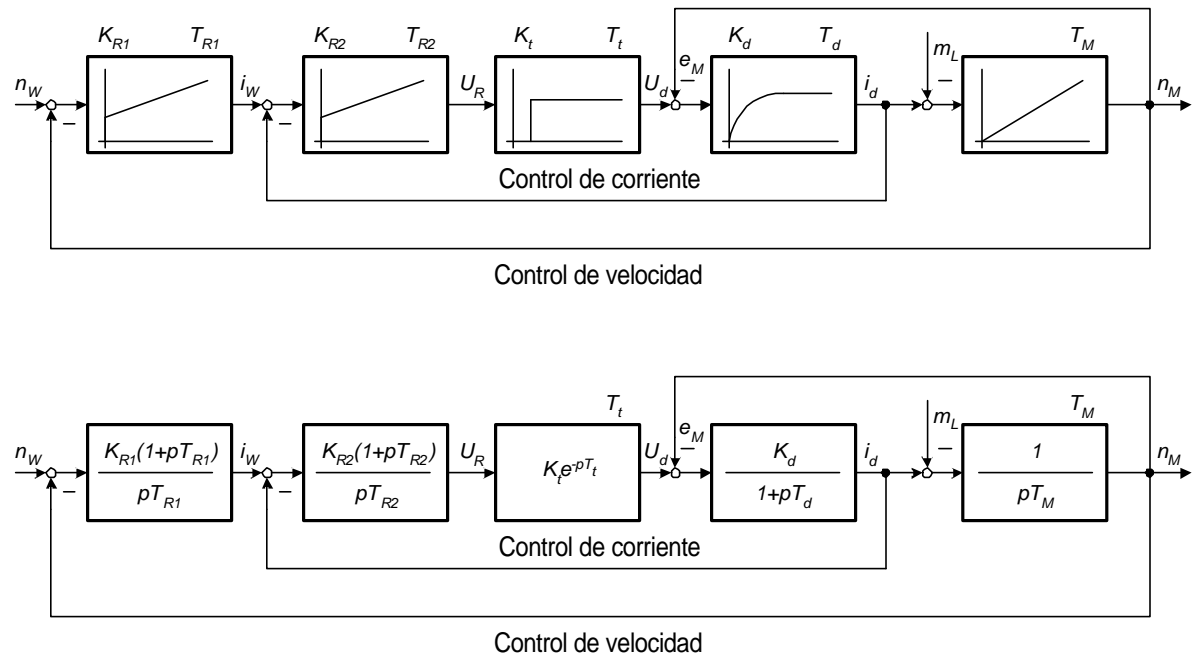 K_R1 T_R1 K_R2 T_R2 K_t T_t K_d T_d T_M
n_W i_W U_R U_d e_M i_d m_L n_M
− − − −
Control de corriente
Control de velocidad
T_t T_M
n_W K_R1(1+pT_R1) i_W K_R2(1+pT_R2) U_R K_t e^-pT_t U_d e_M K_d i_d m_L 1 n_M
pT_R1 pT_R2 1+pT_d pT_M
− − − −
Control de corriente
Control de velocidad